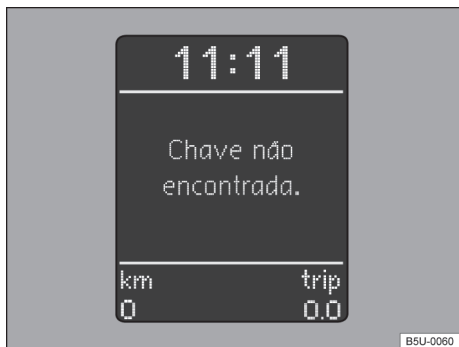 11:11
Chave não
encontrada.
km trip
0 0.0
B5U-0060